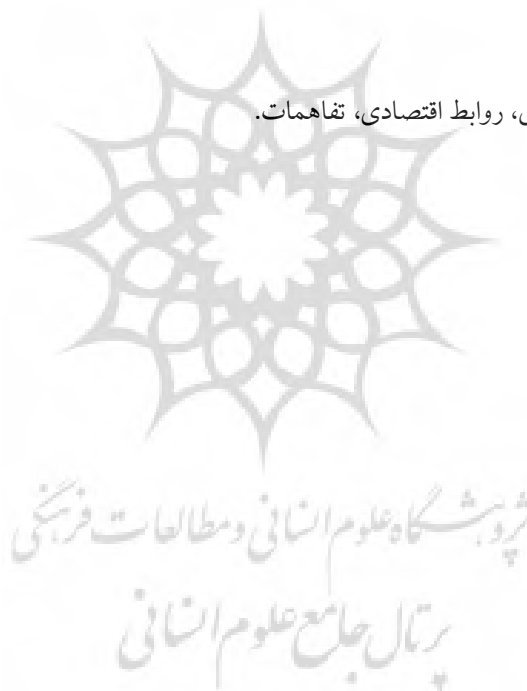 ، روابط اقتصادی، تفاهمات.
پژوهشگاه علوم انسانی و مطالعات فرهنگی
پرتال جامع علوم انسانی